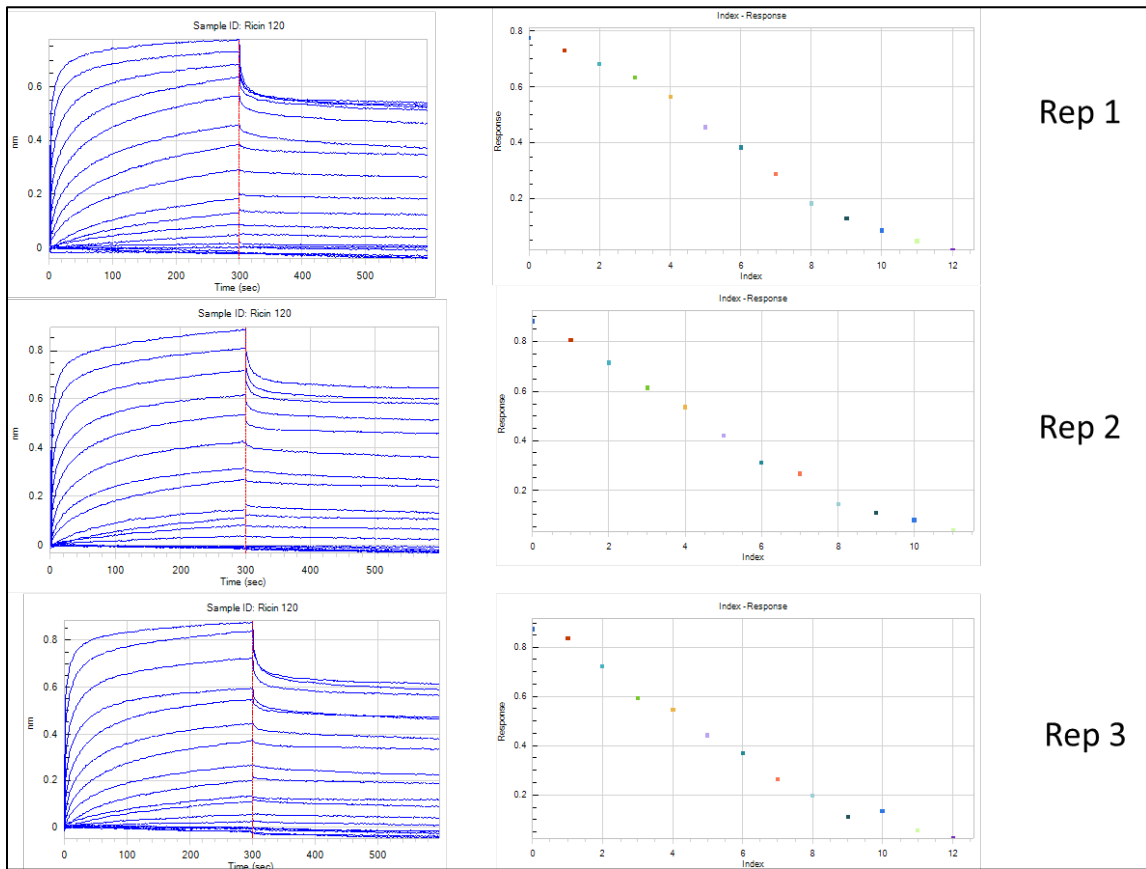 Sample ID: Ricin 120
nm
0.6
0.4
0.2
0
0 100 200 300 400 500
Time (sec)
Index - Response
Response
0.8
0.6
0.4
0.2
0 2 4 6 8 10 12
Index
Rep 1
Sample ID: Ricin 120
nm
0.8
0.6
0.4
0.2
0
0 100 200 300 400 500
Time (sec)
Index - Response
Response
0.8
0.6
0.4
0.2
0 2 4 6 8 10
Index
Rep 2
Sample ID: Ricin 120
nm
0.8
0.6
0.4
0.2
0
0 100 200 300 400 500
Time (sec)
Index - Response
Response
0.8
0.6
0.4
0.2
0 2 4 6 8 10 12
Index
Rep 3